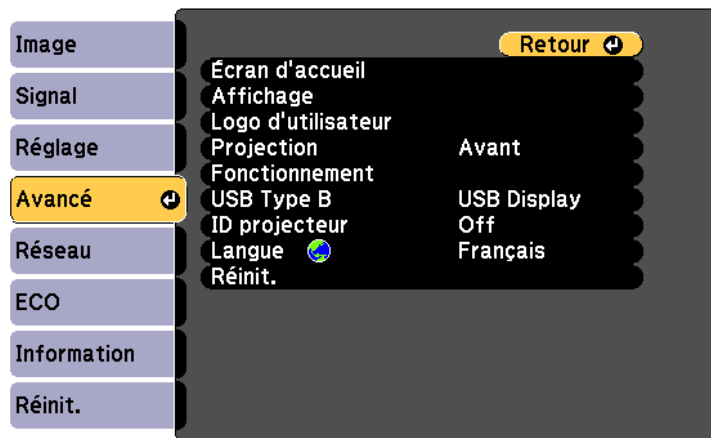 Image
Signal
Réglage
Avancé
Réseau
ECO
Information
Réinit.
Retour
Écran d'accueil
Affichage
Logo d'utilisateur
Projection Avant
Fonctionnement
USB Type B USB Display
ID projecteur Off
Langue Français
Réinit.